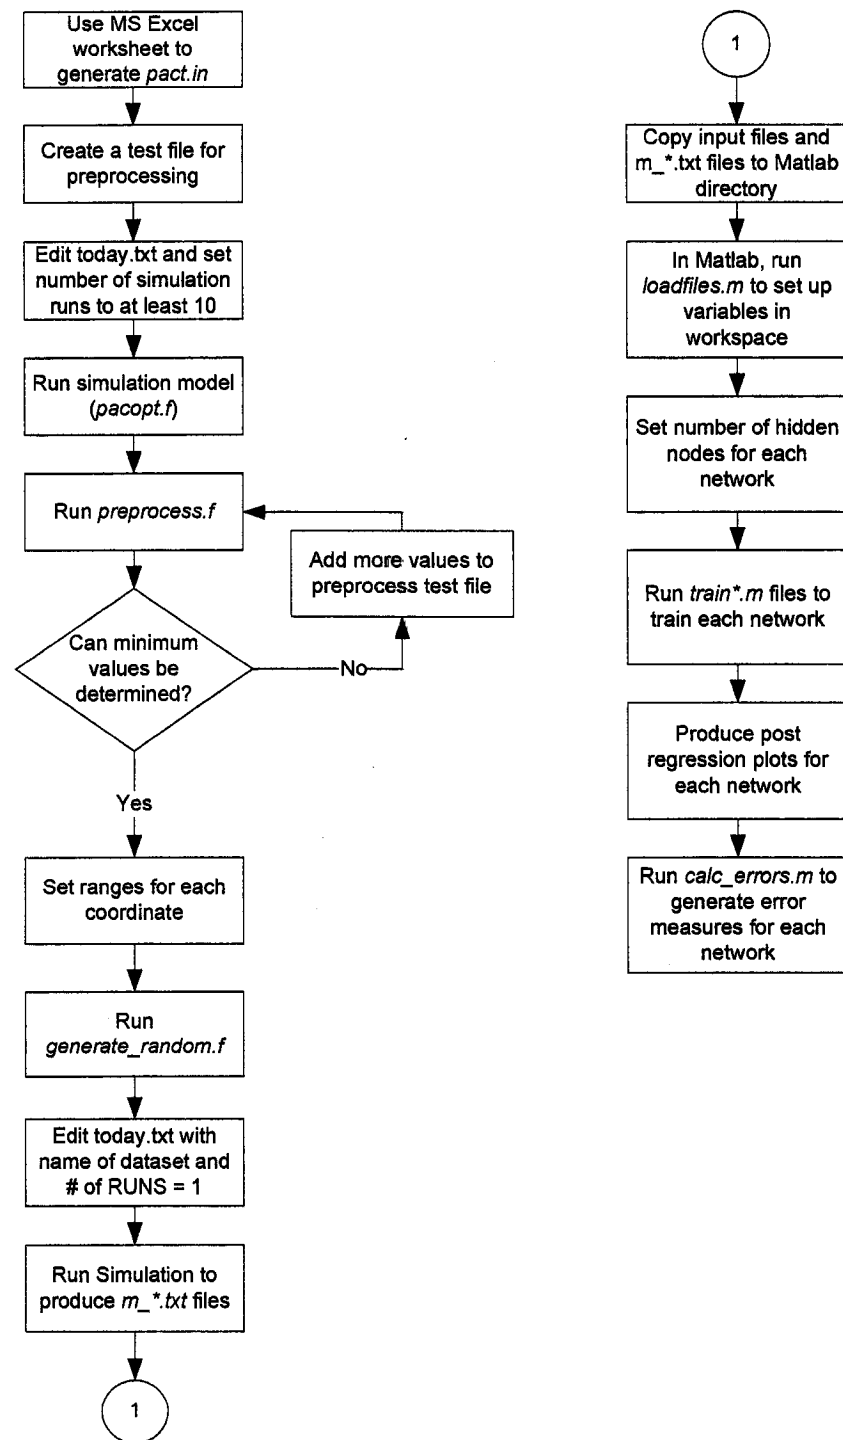 Use MS Excel
worksheet to
generate pact.in
Create a test file for
preprocessing
Edit today.txt and set
number of simulation
runs to at least 10
Run simulation model
(pacopt.f)
Run preprocess.f
Add more values to
preprocess test file
Can minimum
values be
determined?
No
Yes
Set ranges for each
coordinate
Run
generate_random.f
Edit today.txt with
name of dataset and
# of RUNS = 1
Run Simulation to
produce m_*.txt files
1
1
Copy input files and
m_*.txt files to Matlab
directory
In Matlab, run
loadfiles.m to set up
variables in
workspace
Set number of hidden
nodes for each
network
Run train*.m files to
train each network
Produce post
regression plots for
each network
Run calc_errors.m to
generate error
measures for each
network